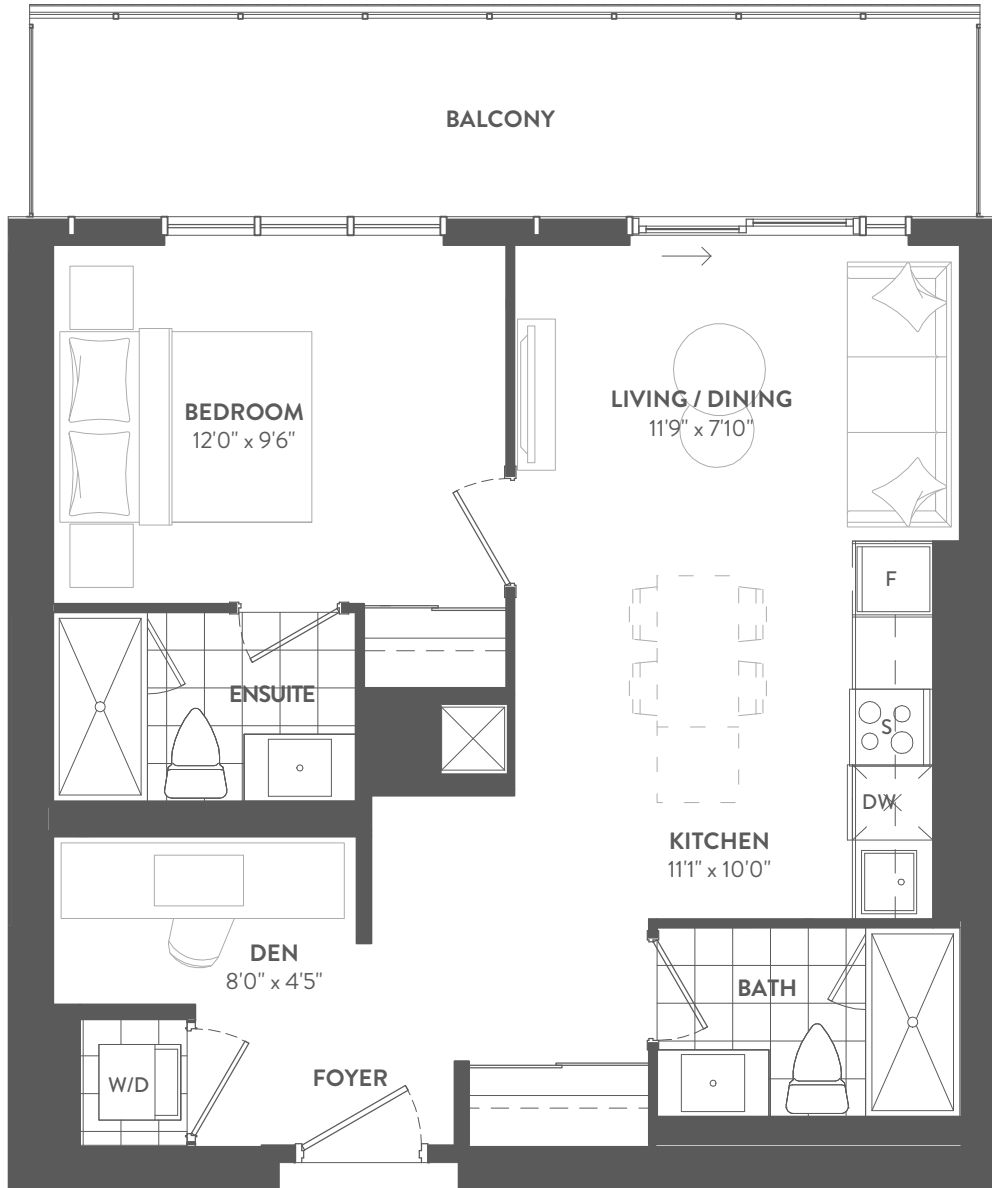 BALCONY
BEDROOM
12'0" x 9'6"
LIVING / DINING
11'9" x 7'10"
F
ENSUITE
S
DW
KITCHEN
11'1" x 10'0"
DEN
8'0" x 4'5"
BATH
W/D
FOYER